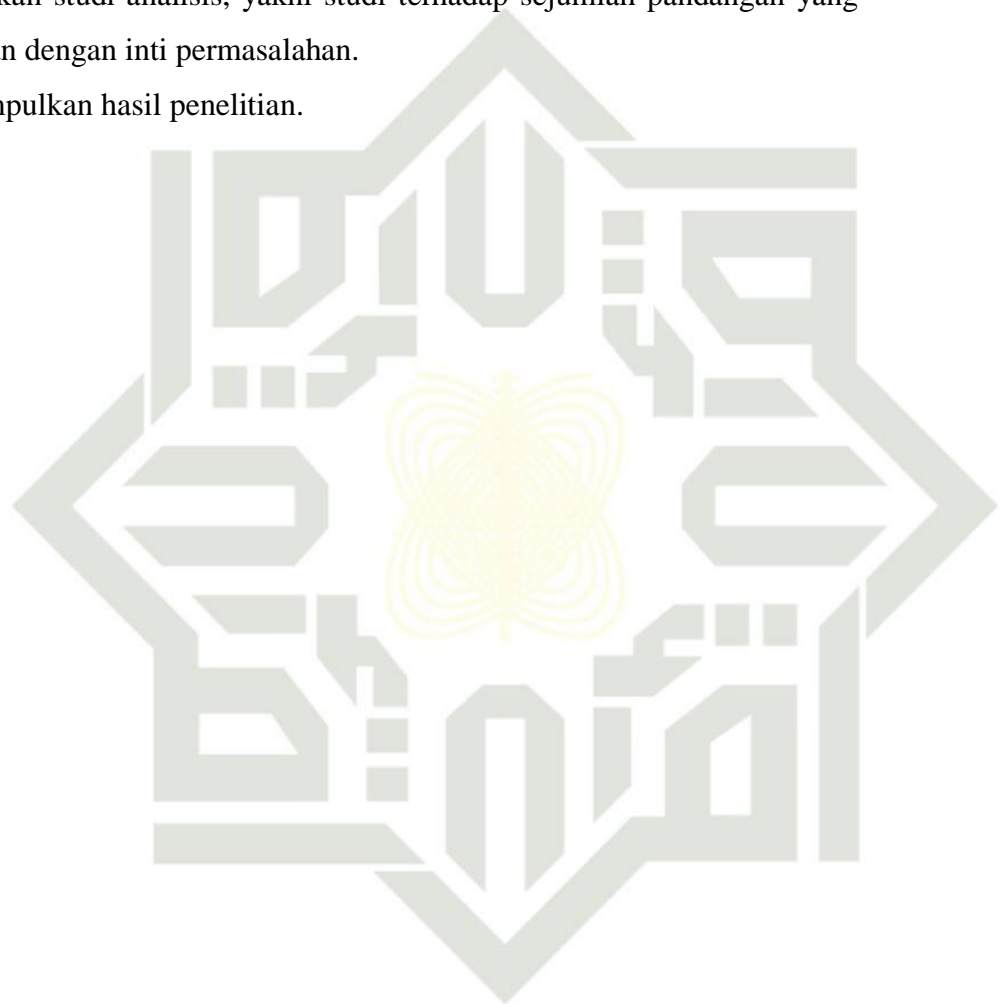 kan studi analisis, yakni studi terhadap sejumlah pandangan yang
n dengan inti permasalahan.
npulkan hasil penelitian.